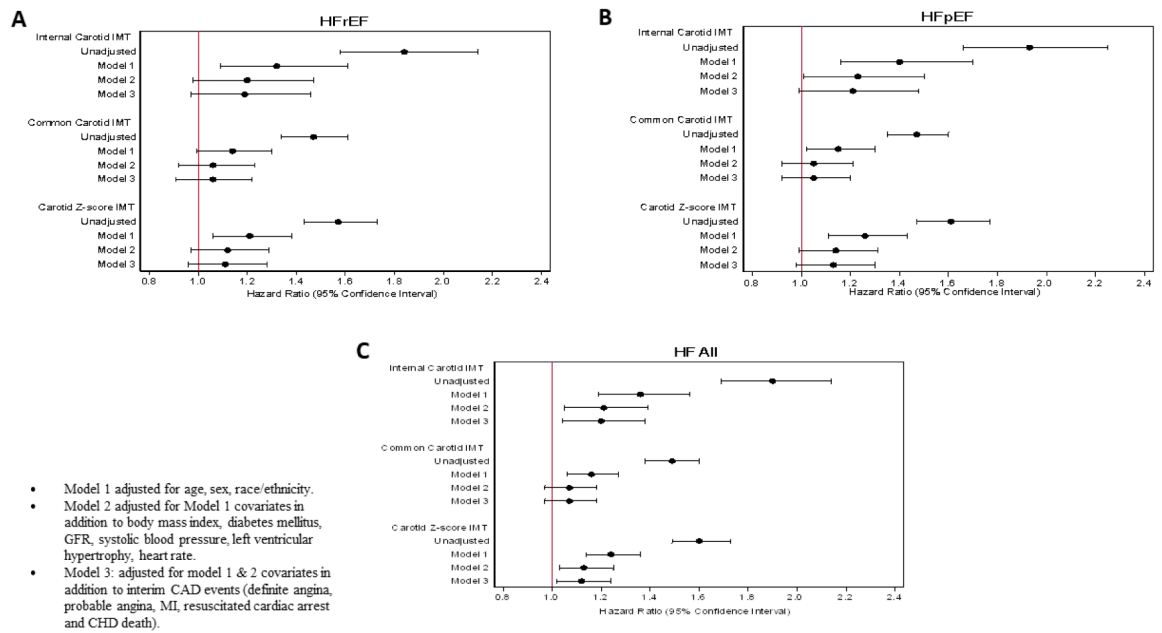 A
HFrEF
Internal Carotid IMT
Unadjusted
Model 1
Model 2
Model 3
Common Carotid IMT
Unadjusted
Model 1
Model 2
Model 3
Carotid Z-score IMT
Unadjusted
Model 1
Model 2
Model 3
0.8 1.0 1.2 1.4 1.6 1.8 2.0 2.2 2.4
Hazard Ratio (95% Confidence Interval)
B
HFpEF
Internal Carotid IMT
Unadjusted
Model 1
Model 2
Model 3
Common Carotid IMT
Unadjusted
Model 1
Model 2
Model 3
Carotid Z-score IMT
Unadjusted
Model 1
Model 2
Model 3
0.8 1.0 1.2 1.4 1.6 1.8 2.0 2.2 2.4
Hazard Ratio (95% Confidence Interval)
C
HF All
Internal Carotid IMT
Unadjusted
Model 1
Model 2
Model 3
Common Carotid IMT
Unadjusted
Model 1
Model 2
Model 3
Carotid Z-score IMT
Unadjusted
Model 1
Model 2
Model 3
0.8 1.0 1.2 1.4 1.6 1.8 2.0 2.2 2.4
Hazard Ratio (95% Confidence Interval)
• Model 1 adjusted for age, sex, race/ethnicity.
• Model 2 adjusted for Model 1 covariates in
addition to body mass index, diabetes mellitus,
GFR, systolic blood pressure, left ventricular
hypertrophy, heart rate.
• Model 3: adjusted for model 1 & 2 covariates in
addition to interim CAD events (definite angina,
probable angina, MI, resuscitated cardiac arrest
and CHD death).